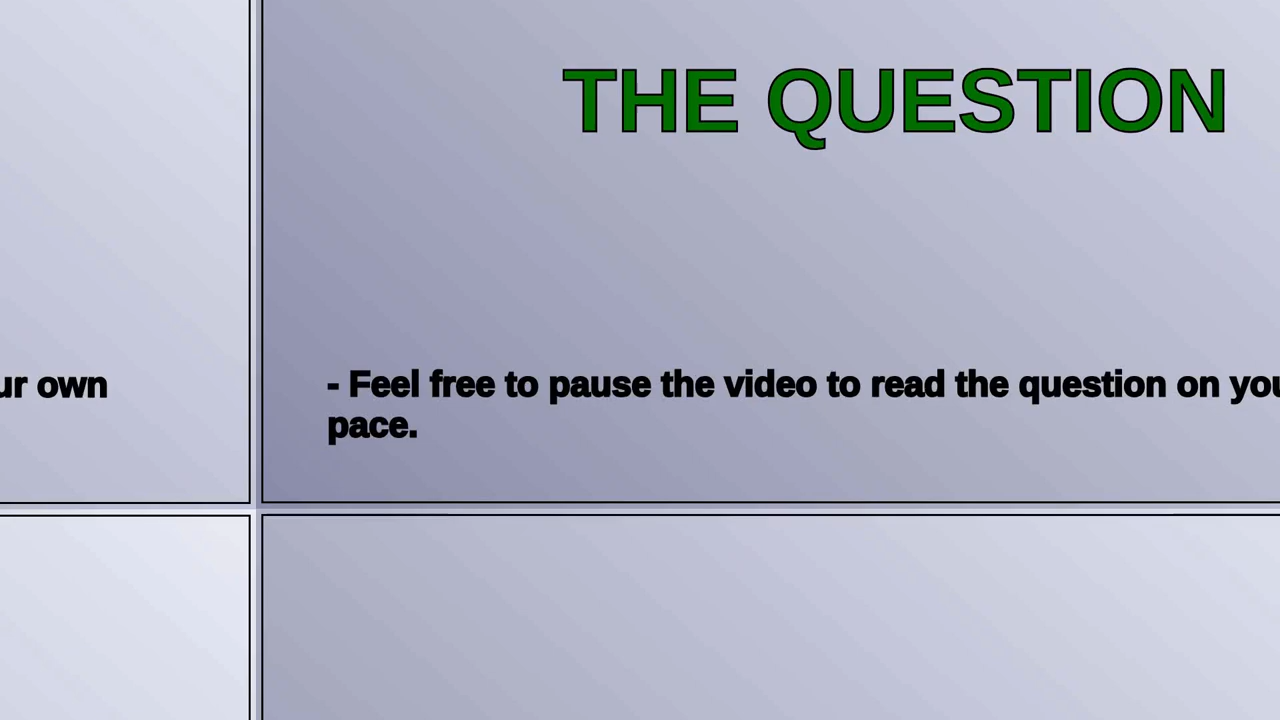 THE QUESTION
ur own
- Feel free to pause the video to read the question on you
pace.